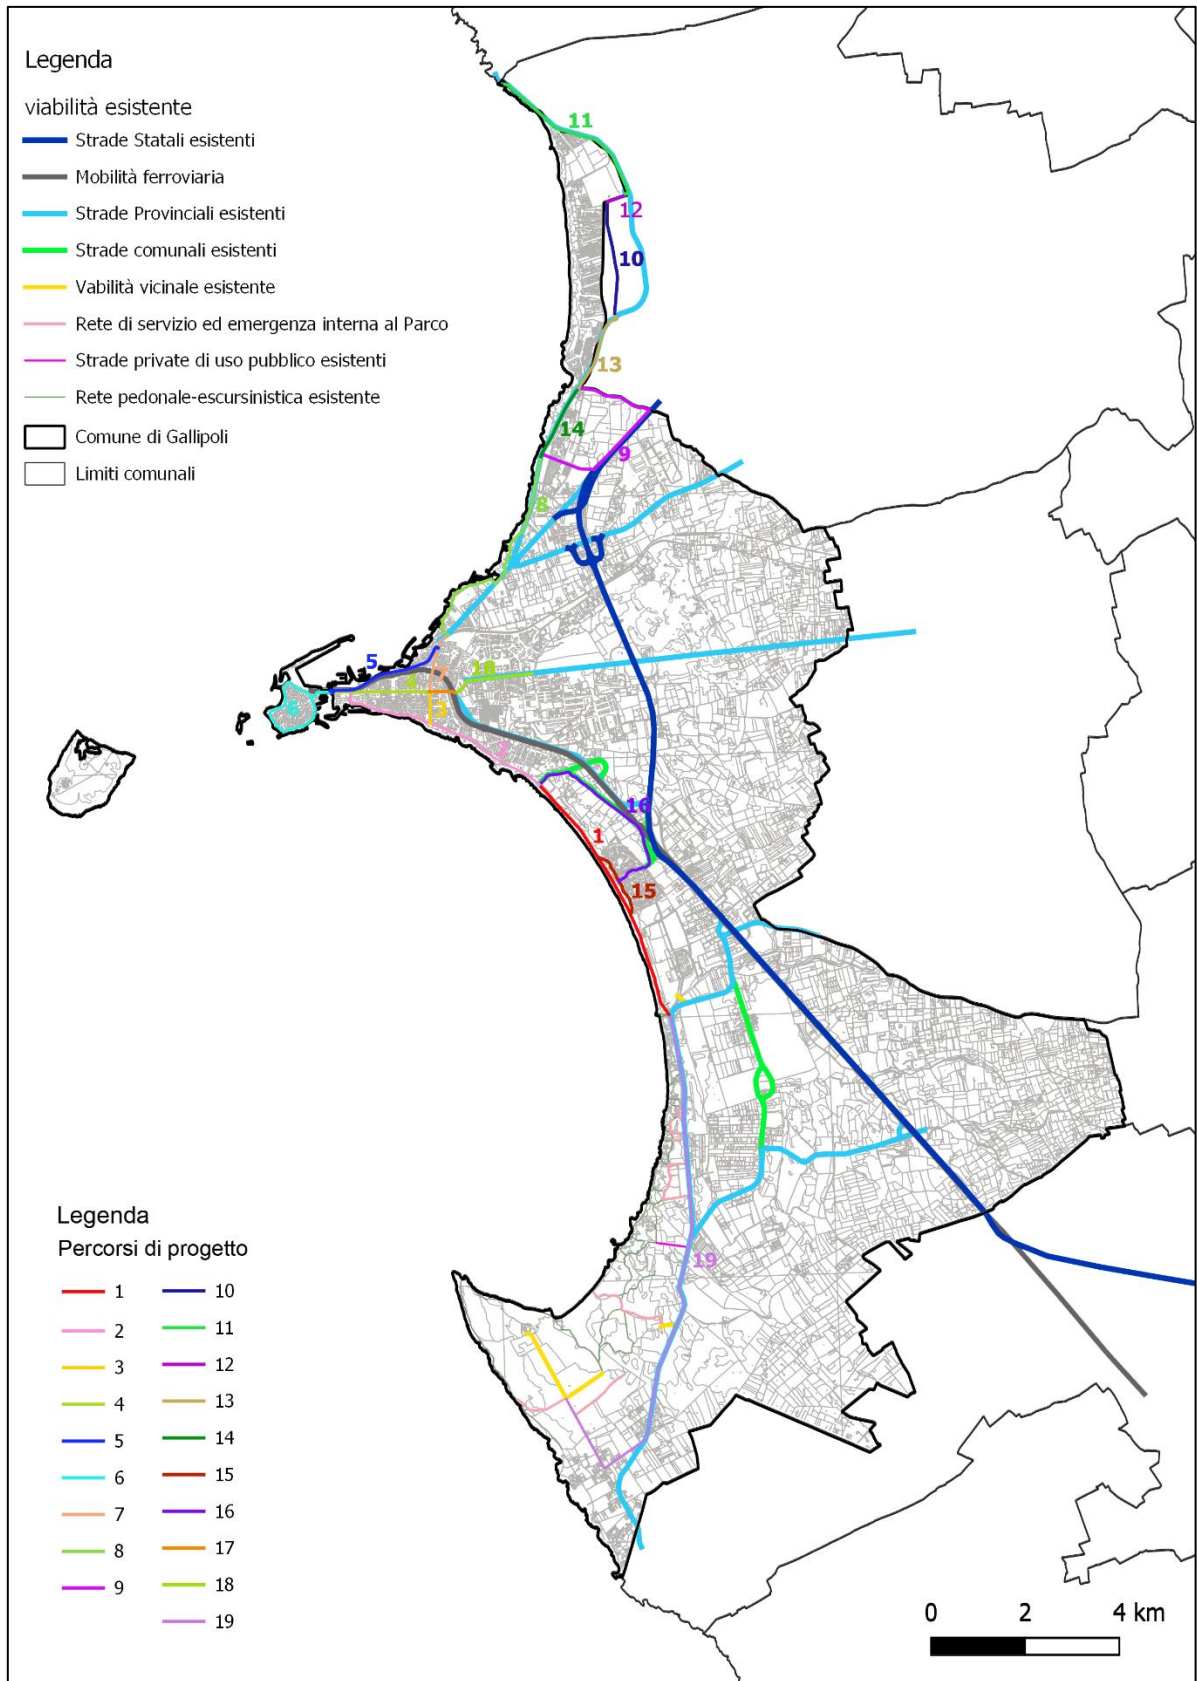 Legenda
viabilità esistente
Strade Statali esistenti
Mobilità ferroviaria
Strade Provinciali esistenti
Strade comunali esistenti
Vabilità vicinale esistente
Rete di servizio ed emergenza interna al Parco
Strade private di uso pubblico esistenti
Rete pedonale-escursinistica esistente
Comune di Gallipoli
Limiti comunali
11
12
10
13
14
9
8
5
7
18
4
6
3
2
16
1
15
19
Legenda
Percorsi di progetto
1 10
2 11
3 12
4 13
5 14
6 15
7 16
8 17
9 18
19
0 2 4 km